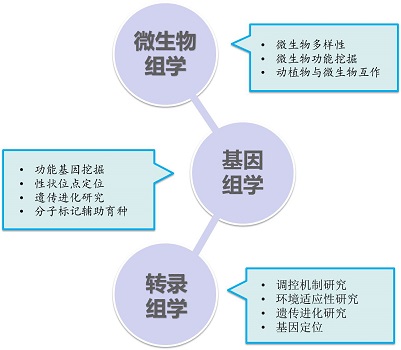 微生物
组学
• 微生物多样性
• 微生物功能挖掘
• 动植物与微生物互作
基因
组学
• 功能基因挖掘
• 性状位点定位
• 遗传进化研究
• 分子标记辅助育种
转录
组学
• 调控机制研究
• 环境适应性研究
• 遗传进化研究
• 基因定位